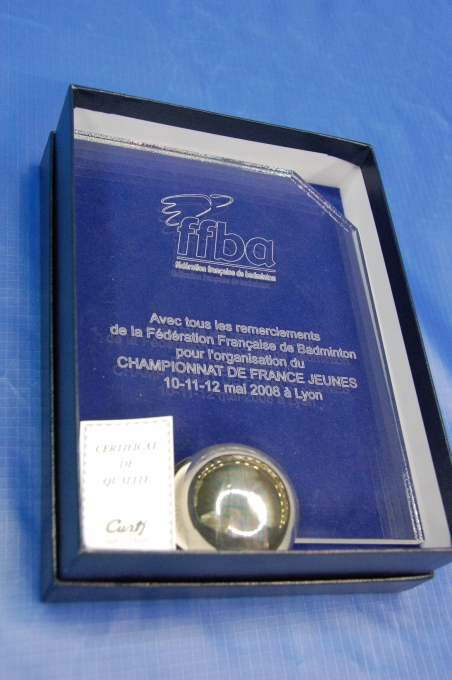 ffba
fédération française de badminton
Avec tous les remerciements
de la Fédération Française de Badminton
pour l'organisation du
CHAMPIONNAT DE FRANCE JEUNES
10-11-12 mai 2008 à Lyon
CERTIFICAT
DE
QUALITE